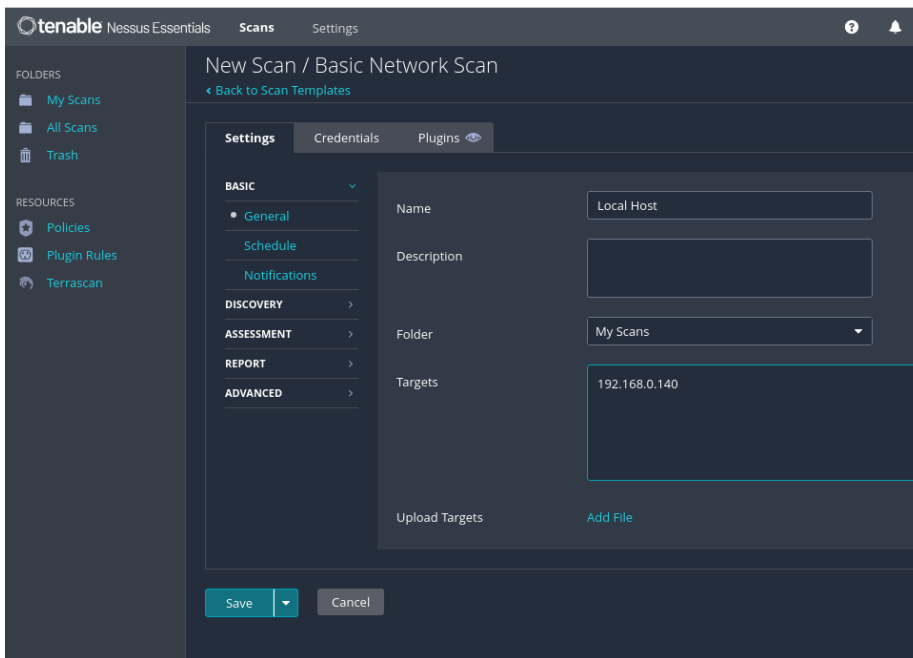 tenable Nessus Essentials Scans Settings
FOLDERS
My Scans
All Scans
Trash
RESOURCES
Policies
Plugin Rules
Terrascan
New Scan / Basic Network Scan
Back to Scan Templates
Settings Credentials Plugins
BASIC
General
Schedule
Notifications
DISCOVERY
ASSESSMENT
REPORT
ADVANCED
Name Local Host
Description
Folder My Scans
Targets 192.168.0.140
Upload Targets Add File
Save Cancel